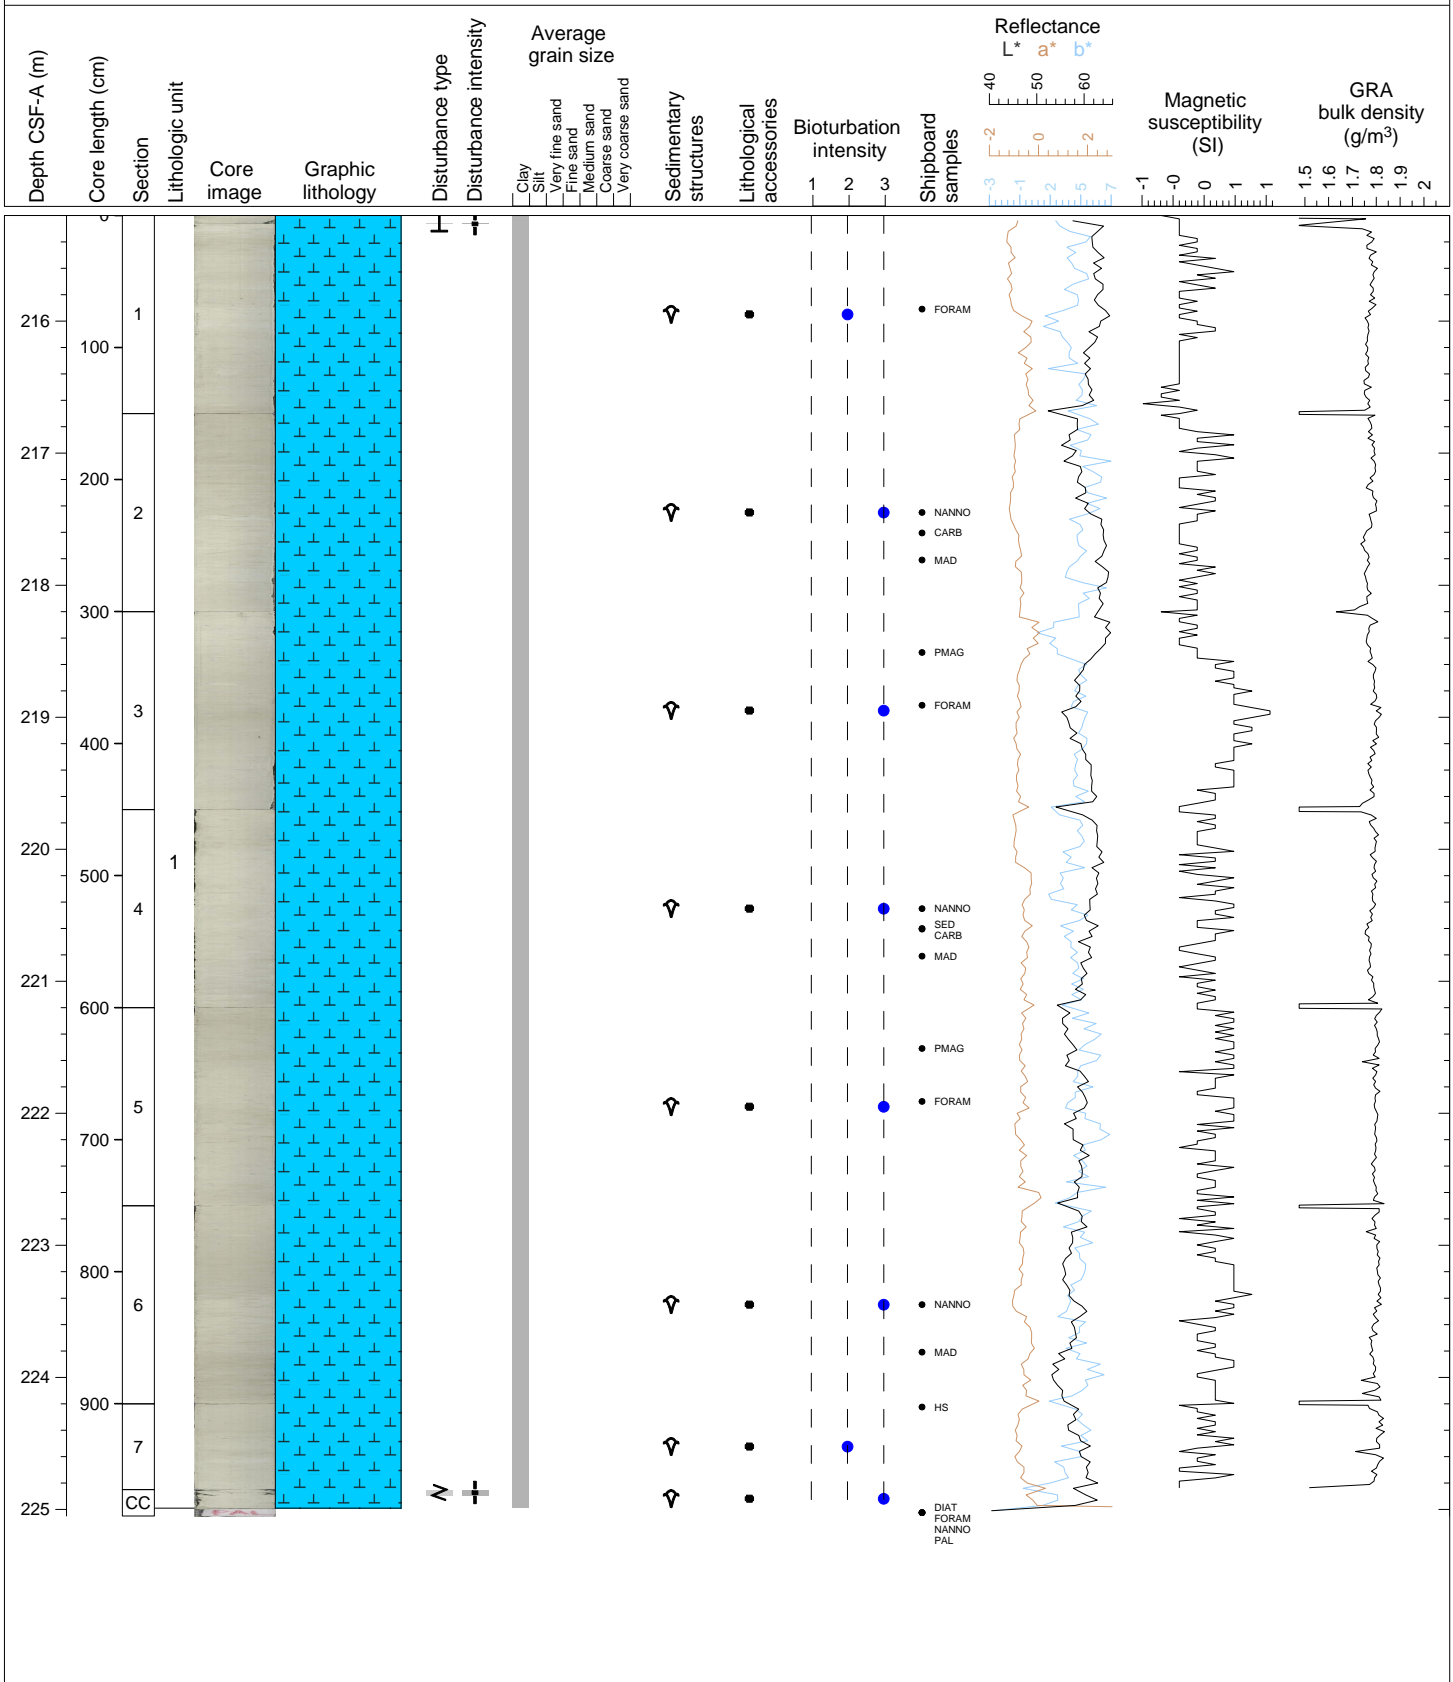 Depth CSF-A (m)
Core length (cm)
Section
Lithologic unit
Core
image
Graphic
lithology
Disturbance type
Disturbance intensity
Average
grain size
Clay
Silt
Very fine sand
Fine sand
Medium sand
Coarse sand
Very coarse sand
Sedimentary
structures
Lithological
accessories
Bioturbation
intensity
1 2 3
Shipboard
samples
Reflectance
L* a* b*
40 50 60
-2 0 2
-3 -1 2 5 7
Magnetic
susceptibility
(SI)
-1 -0 0 1 1
GRA
bulk density
(g/m3)
1.5 1.6 1.7 1.8 1.9 2
0
1
FORAM
216
100
217
200
2
NANNO
CARB
MAD
218
300
PMAG
3
FORAM
219
400
220
1
500
4
NANNO
SED
CARB
MAD
221
600
PMAG
5
FORAM
222
700
223
800
6
NANNO
MAD
224
900
HS
7
CC
225
DIAT
FORAM
NANNO
PAL